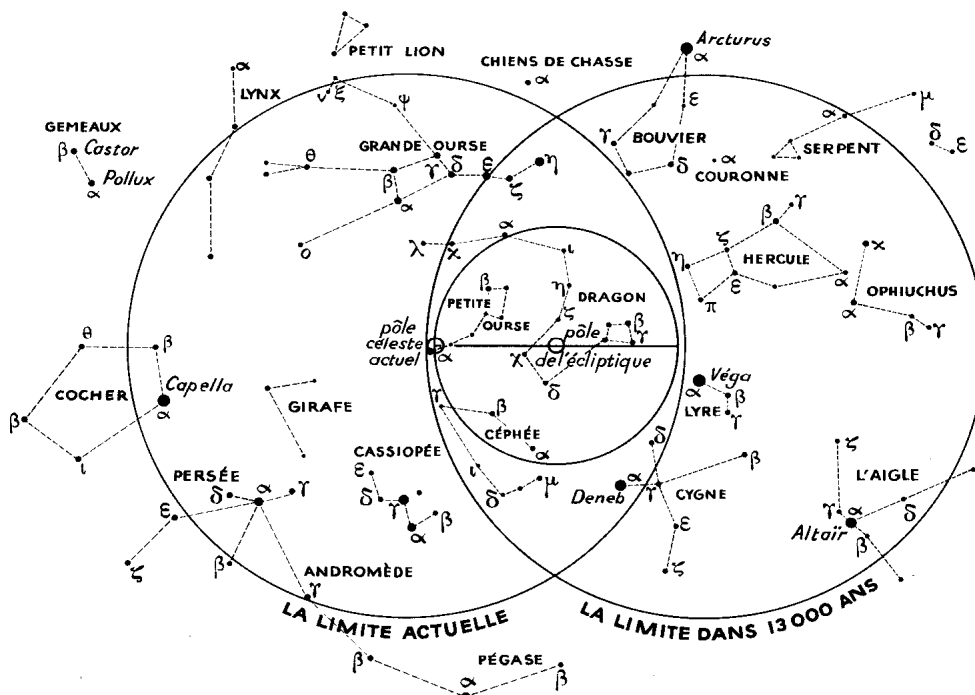 PETIT LION
ν ξ
ψ
CHIENS DE CHASSE
α
Arcturus
α
α
LYNX
GEMEAUX
β Castor
α Pollux
GRANDE OURSE
θ
β
γ
δ
ε
ζ
η
α
ο
γ
BOUVIER
ε
δ
α
COURONNE
α
μ
SERPENT
δ
ε
λ
χ
α
ι
η
ζ
DRAGON
β
γ
χ
δ
β
PETITE
OURSE
α
pôle
céleste
actuel
pôle
de l'écliptique
β
γ
ζ
η
HERCULE
ε
π
α
χ
OPHIUCHUS
α
β
γ
θ
β
COCHER
Capella
α
β
ι
GIRAFE
Véga
α
β
LYRE
γ
γ
β
CÉPHÉE
α
ι
δ
μ
CASSIOPÉE
ε
δ
γ
α
β
PERSÉE
δ
α
γ
ε
ζ
β
ANDROMÈDE
γ
δ
β
Deneb
α
γ
CYGNE
ε
ζ
ζ
L'AIGLE
γ
α
δ
Altaïr
β
LA LIMITE ACTUELLE
LA LIMITE DANS 13 000 ANS
PÉGASE
β
α
β